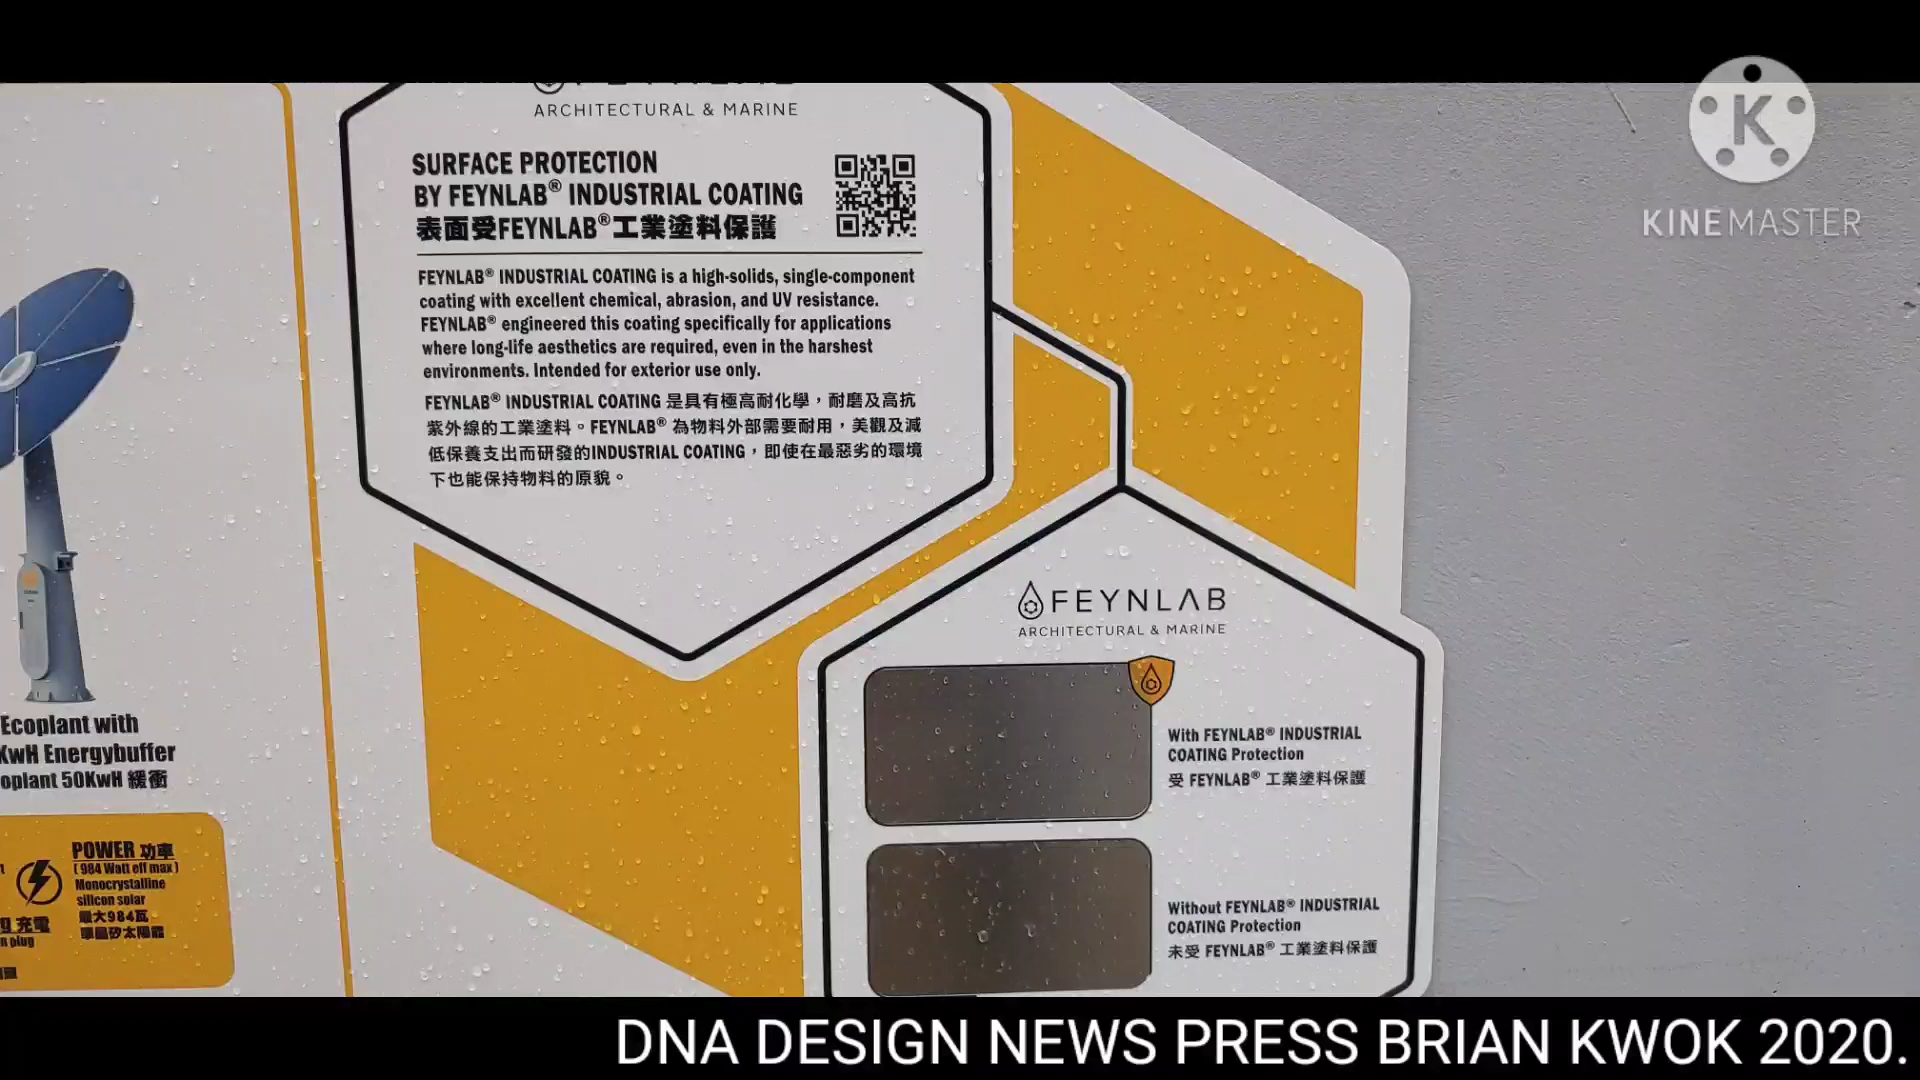 ARCHITECTURAL & MARINE
SURFACE PROTECTION
BY FEYNLAB® INDUSTRIAL COATING
表面受FEYNLAB®工業塗料保護
FEYNLAB® INDUSTRIAL COATING is a high-solids, single-component
coating with excellent chemical, abrasion, and UV resistance.
FEYNLAB® engineered this coating specifically for applications
where long-life aesthetics are required, even in the harshest
environments. Intended for exterior use only.
FEYNLAB® INDUSTRIAL COATING 是具有極高耐化學，耐磨及高抗
紫外線的工業塗料。FEYNLAB® 為物料外部需要耐用，美觀及減
低保養支出而研發的INDUSTRIAL COATING，即使在最惡劣的環境
下也能保持物料的原貌。
K
KINEMASTER
FEYNLAB
ARCHITECTURAL & MARINE
With FEYNLAB® INDUSTRIAL
COATING Protection
受 FEYNLAB® 工業塗料保護
Without FEYNLAB® INDUSTRIAL
COATING Protection
未受 FEYNLAB® 工業塗料保護
Ecoplant with
KwH Energybuffer
oplant 50KwH 緩衝
POWER 功率
(984 Watt eff max)
Monocrystalline
silicon solar
最大984瓦
單晶矽太陽能
充電
plug
DNA DESIGN NEWS PRESS BRIAN KWOK 2020.